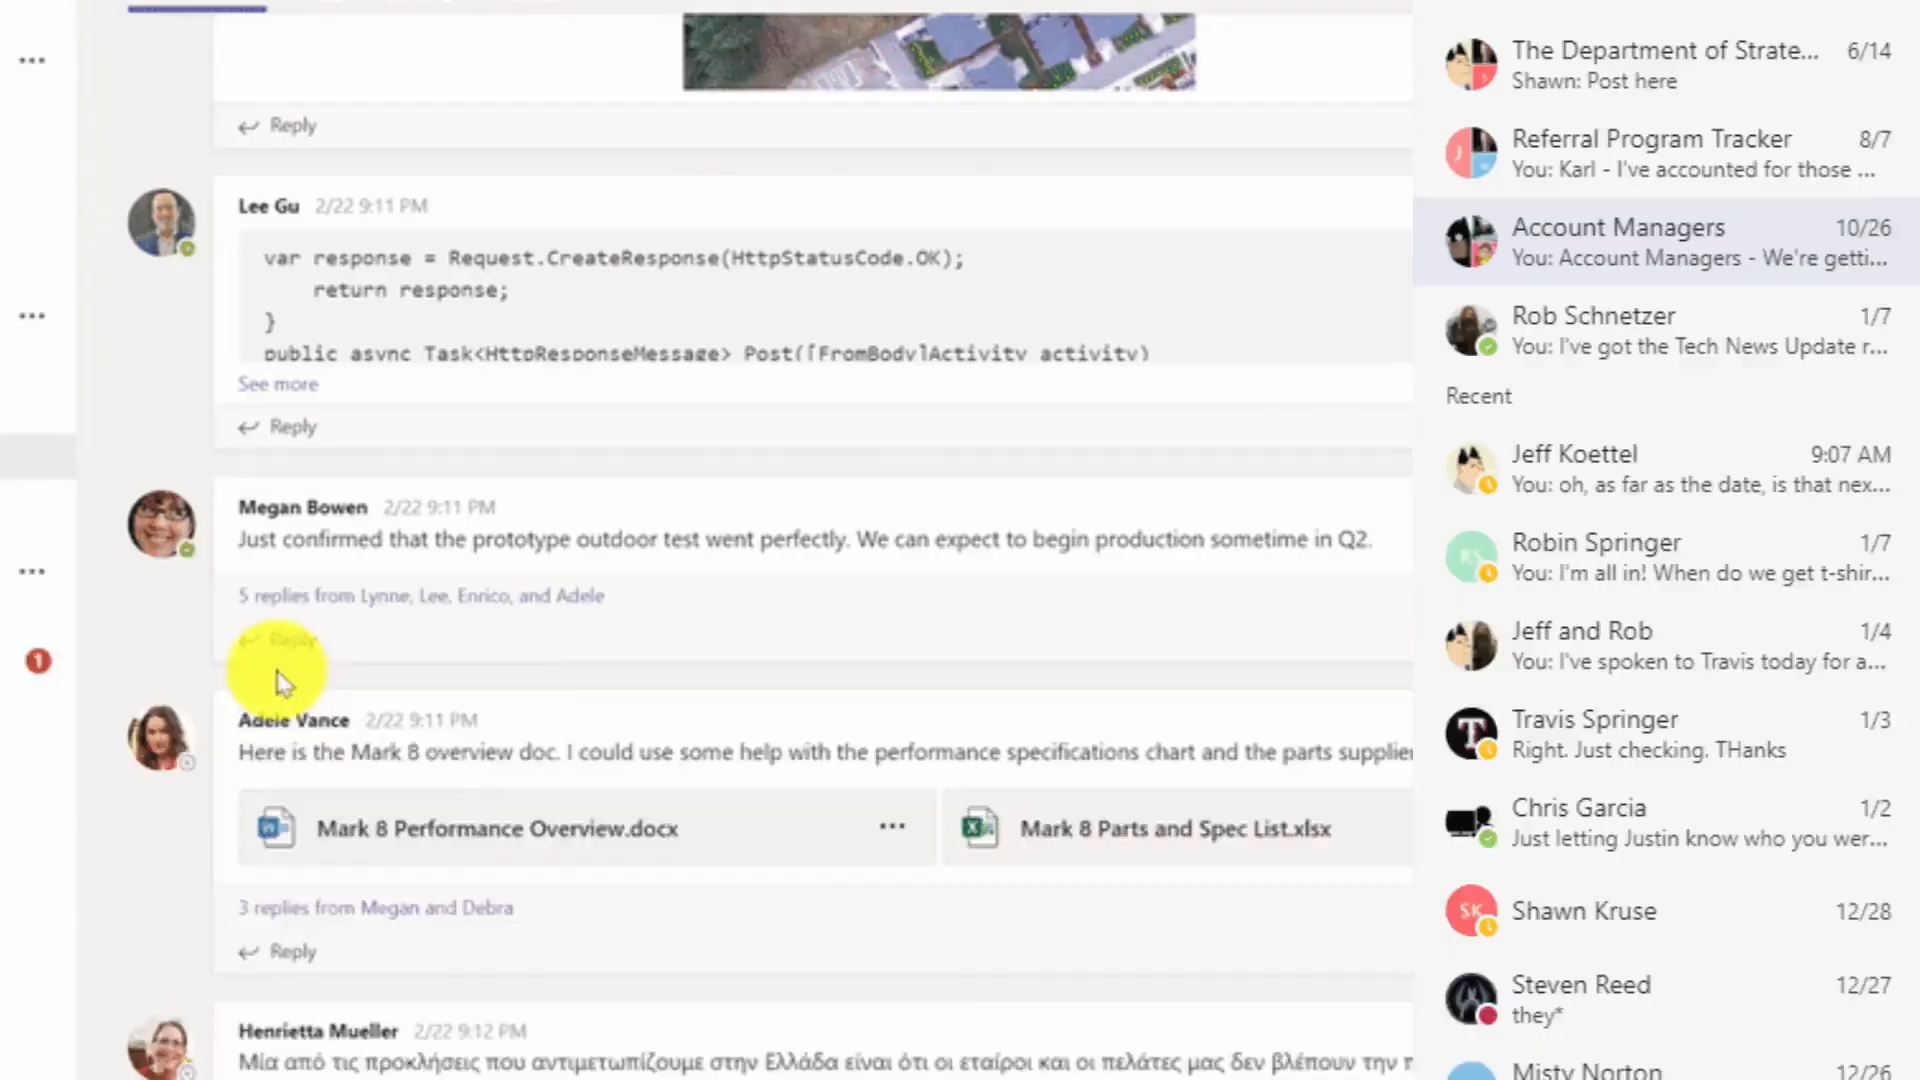 Reply
Lee Gu 2/22 9:11 PM
var response = Request.CreateResponse(HttpStatusCode.OK);
return response;
}
public async Task<HttpResponseMessage> Post([FromBody]Activity activity)
See more
Reply
Megan Bowen 2/22 9:11 PM
Just confirmed that the prototype outdoor test went perfectly. We can expect to begin production sometime in Q2.
5 replies from Lynne, Lee, Enrico, and Adele
Reply
1
Adele Vance 2/22 9:11 PM
Here is the Mark 8 overview doc. I could use some help with the performance specifications chart and the parts supplier
Mark 8 Performance Overview.docx
Mark 8 Parts and Spec List.xlsx
3 replies from Megan and Debra
Reply
Henrietta Mueller 2/22 9:12 PM
Μία από τις προκλήσεις που αντιμετωπίζουμε στην Ελλάδα είναι ότι οι εταίροι και οι πελάτες μας δεν βλέπουν την
The Department of Strate... 6/14
Shawn: Post here
J
Referral Program Tracker 8/7
You: Karl - I've accounted for those ...
Account Managers 10/26
You: Account Managers - We're getti...
Rob Schnetzer 1/7
You: I've got the Tech News Update r...
Recent
Jeff Koettel 9:07 AM
You: oh, as far as the date, is that nex...
RS
Robin Springer 1/7
You: I'm all in! When do we get t-shir...
Jeff and Rob 1/4
You: I've spoken to Travis today for a...
T
Travis Springer 1/3
Right. Just checking. THanks
Chris Garcia 1/2
Just letting Justin know who you wer...
SK
Shawn Kruse 12/28
Steven Reed 12/27
they*
Misty Norton 12/26